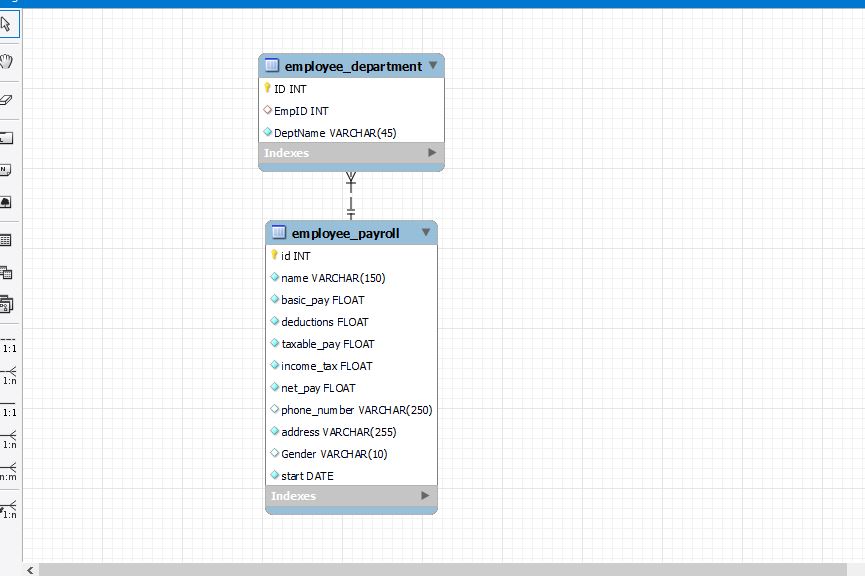 employee_department
ID INT
EmpID INT
DeptName VARCHAR(45)
Indexes
employee_payroll
id INT
name VARCHAR(150)
basic_pay FLOAT
deductions FLOAT
taxable_pay FLOAT
income_tax FLOAT
net_pay FLOAT
phone_number VARCHAR(250)
address VARCHAR(255)
Gender VARCHAR(10)
start DATE
Indexes
1:1
1:n
1:1
1:n
n:m
1:n